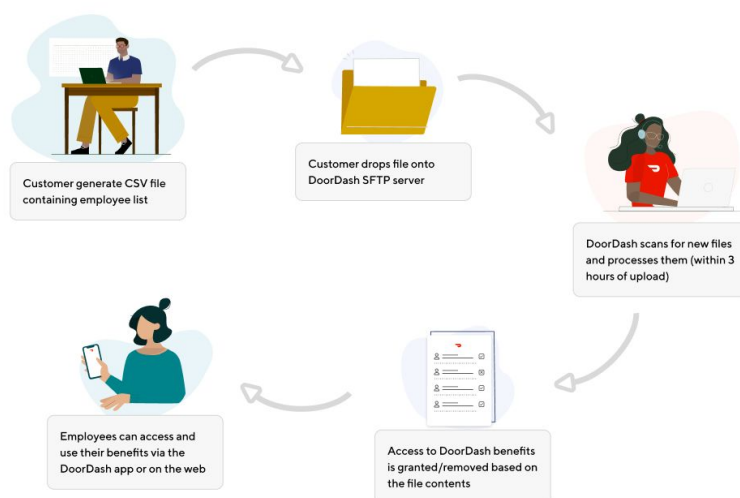 Customer generate CSV file
containing employee list
Customer drops file onto
DoorDash SFTP server
DoorDash scans for new files
and processes them (within 3
hours of upload)
Access to DoorDash benefits
is granted/removed based on
the file contents
Employees can access and
use their benefits via the
DoorDash app or on the web